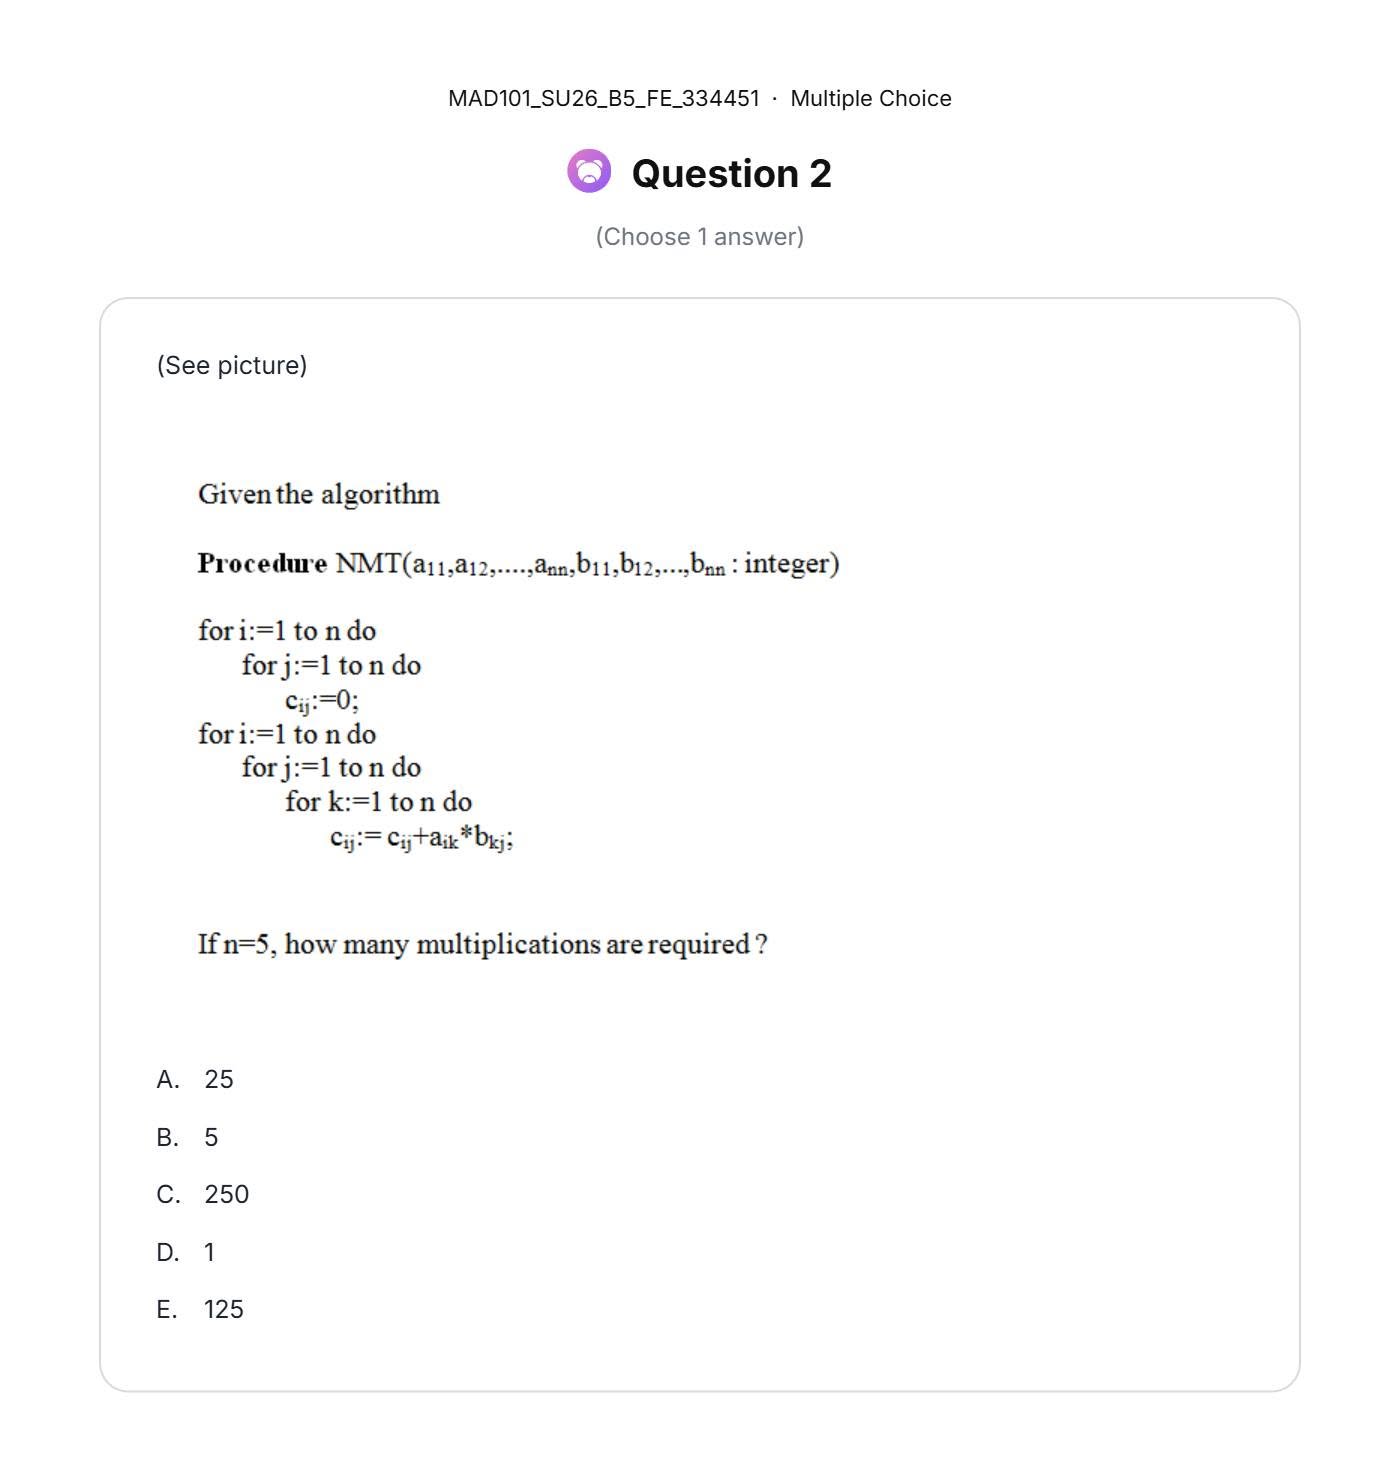 MAD101_SU26_B5_FE_334451 · Multiple Choice
Question 2
(Choose 1 answer)
(See picture)
Given the algorithm
Procedure NMT(a₁₁,a₁₂,....,aₙₙ,b₁₁,b₁₂,...,bₙₙ : integer)
for i:=1 to n do
for j:=1 to n do
cᵢⱼ:=0;
for i:=1 to n do
for j:=1 to n do
for k:=1 to n do
cᵢⱼ:= cᵢⱼ+aᵢₖ*bₖⱼ;
If n=5, how many multiplications are required ?
A. 25
B. 5
C. 250
D. 1
E. 125